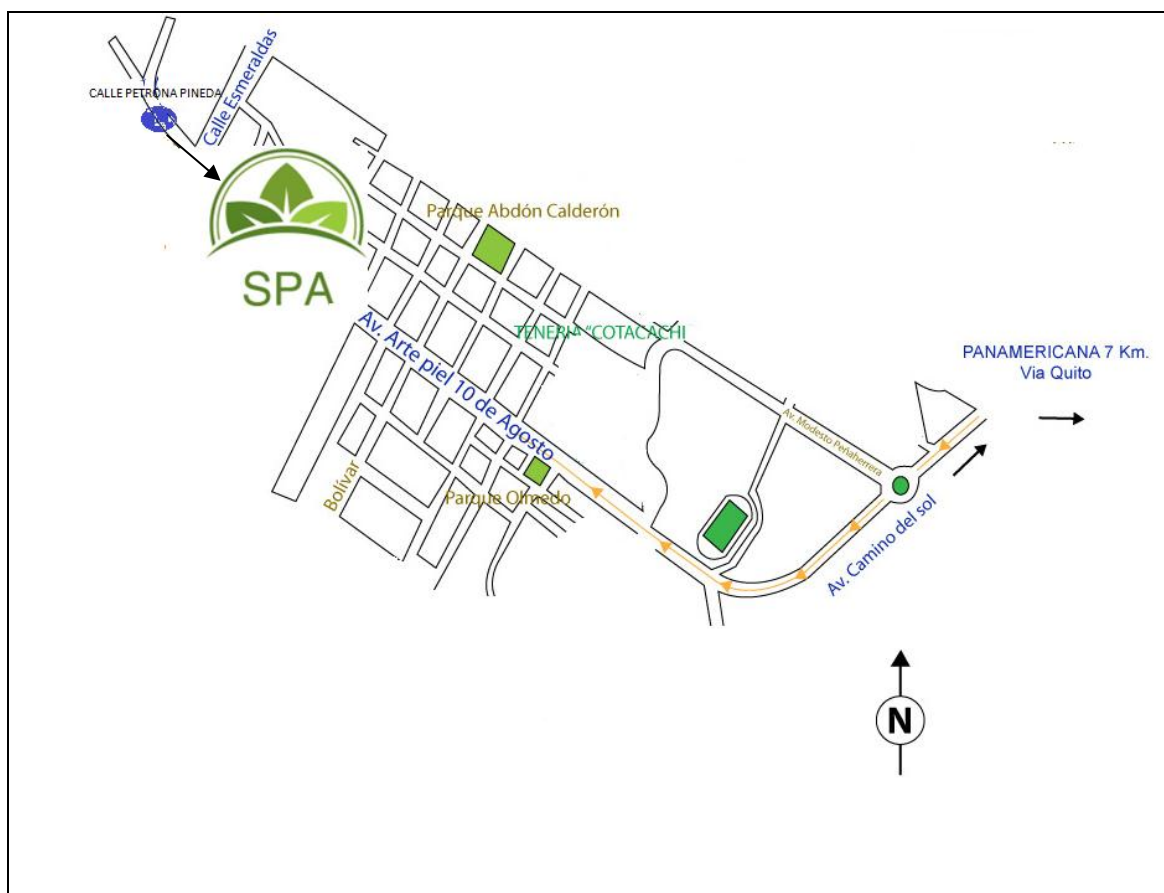 CALLE PETRONA PINEDA
Calle Esmeraldas
SPA
Parque Abdón Calderón
TENERIA "COTACACHI
Av. Arte piel 10 de Agosto
PANAMERICANA 7 Km.
Via Quito
Av. Modesto Peñaherrera
Bolívar
Parque Olmedo
Av. Camino del sol
N